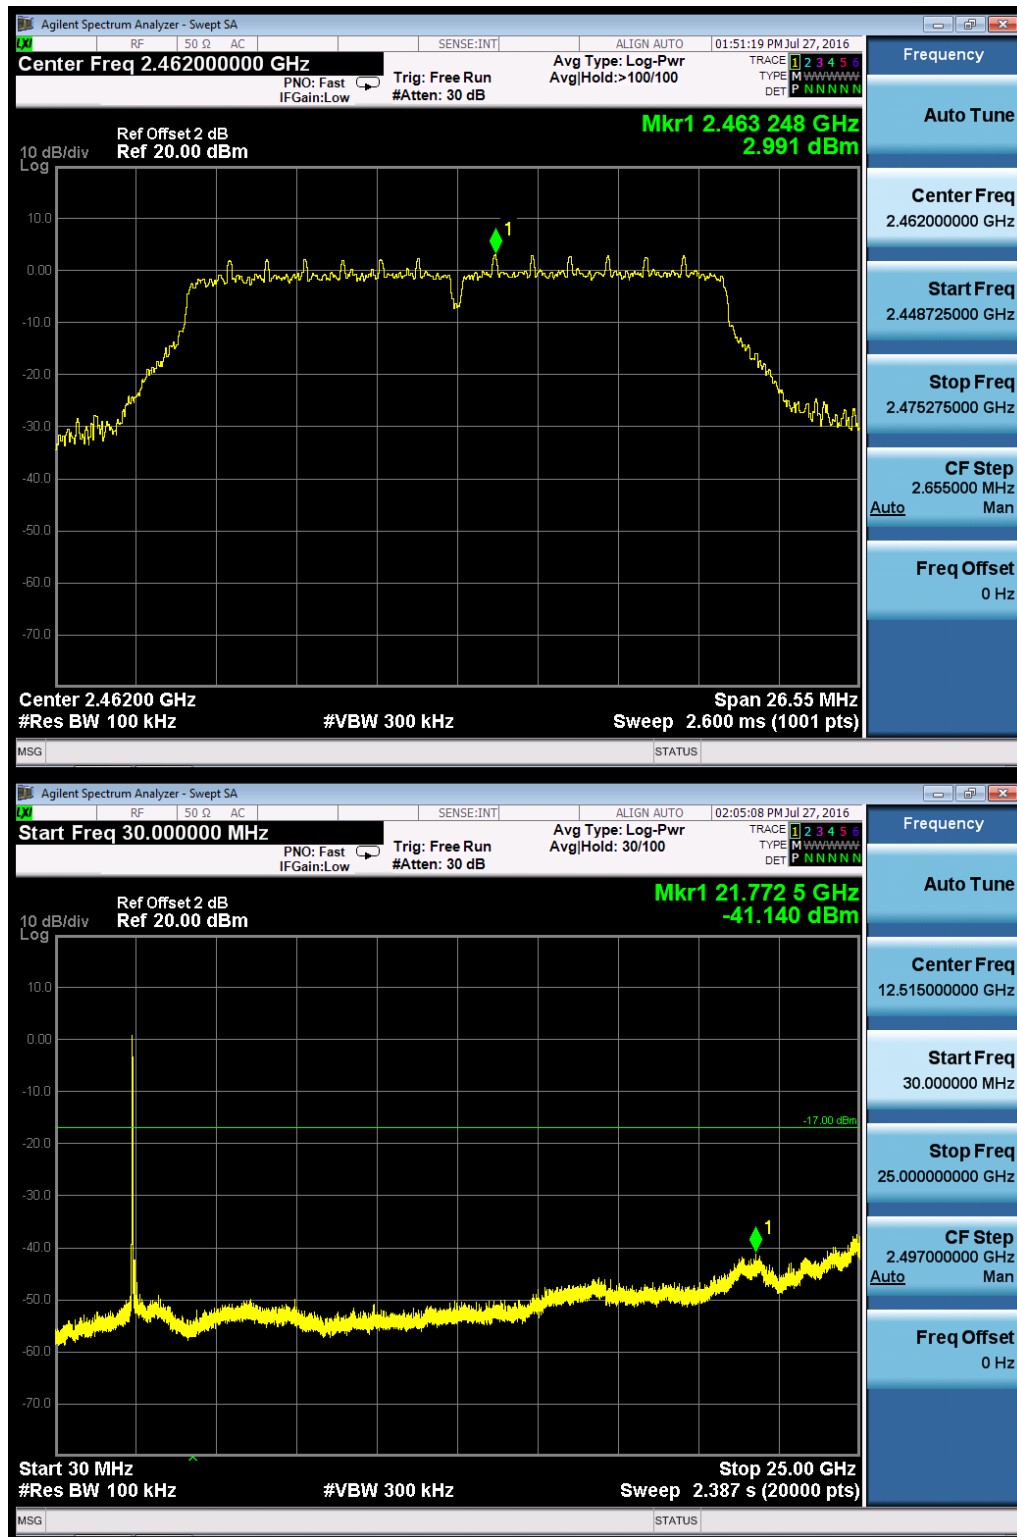 Agilent Spectrum Analyzer - Swept SA
LXI RF 50 Ω AC SENSE:INT ALIGN AUTO 01:51:19 PM Jul 27, 2016
Center Freq 2.462000000 GHz
PNO: Fast
IFGain:Low
Trig: Free Run
#Atten: 30 dB
Avg Type: Log-Pwr
Avg|Hold:>100/100
TRACE 1 2 3 4 5 6
TYPE M WWWWW
DET P N N N N N
Mkr1 2.463 248 GHz
2.991 dBm
Ref Offset 2 dB
10 dB/div Ref 20.00 dBm
Log
1
10.0
0.00
-10.0
-20.0
-30.0
-40.0
-50.0
-60.0
-70.0
Center 2.46200 GHz Span 26.55 MHz
#Res BW 100 kHz #VBW 300 kHz Sweep 2.600 ms (1001 pts)
MSG STATUS
Frequency
Auto Tune
Center Freq
2.462000000 GHz
Start Freq
2.448725000 GHz
Stop Freq
2.475275000 GHz
CF Step
2.655000 MHz
Auto Man
Freq Offset
0 Hz
Agilent Spectrum Analyzer - Swept SA
LXI RF 50 Ω AC SENSE:INT ALIGN AUTO 02:05:08 PM Jul 27, 2016
Start Freq 30.000000 MHz
PNO: Fast
IFGain:Low
Trig: Free Run
#Atten: 30 dB
Avg Type: Log-Pwr
Avg|Hold: 30/100
TRACE 1 2 3 4 5 6
TYPE M WWWWW
DET P N N N N N
Mkr1 21.772 5 GHz
-41.140 dBm
Ref Offset 2 dB
10 dB/div Ref 20.00 dBm
Log
10.0
0.00
-10.0
-17.00 dBm
-20.0
-30.0
1
-40.0
-50.0
-60.0
-70.0
Start 30 MHz Stop 25.00 GHz
#Res BW 100 kHz #VBW 300 kHz Sweep 2.387 s (20000 pts)
MSG STATUS
Frequency
Auto Tune
Center Freq
12.515000000 GHz
Start Freq
30.000000 MHz
Stop Freq
25.000000000 GHz
CF Step
2.497000000 GHz
Auto Man
Freq Offset
0 Hz